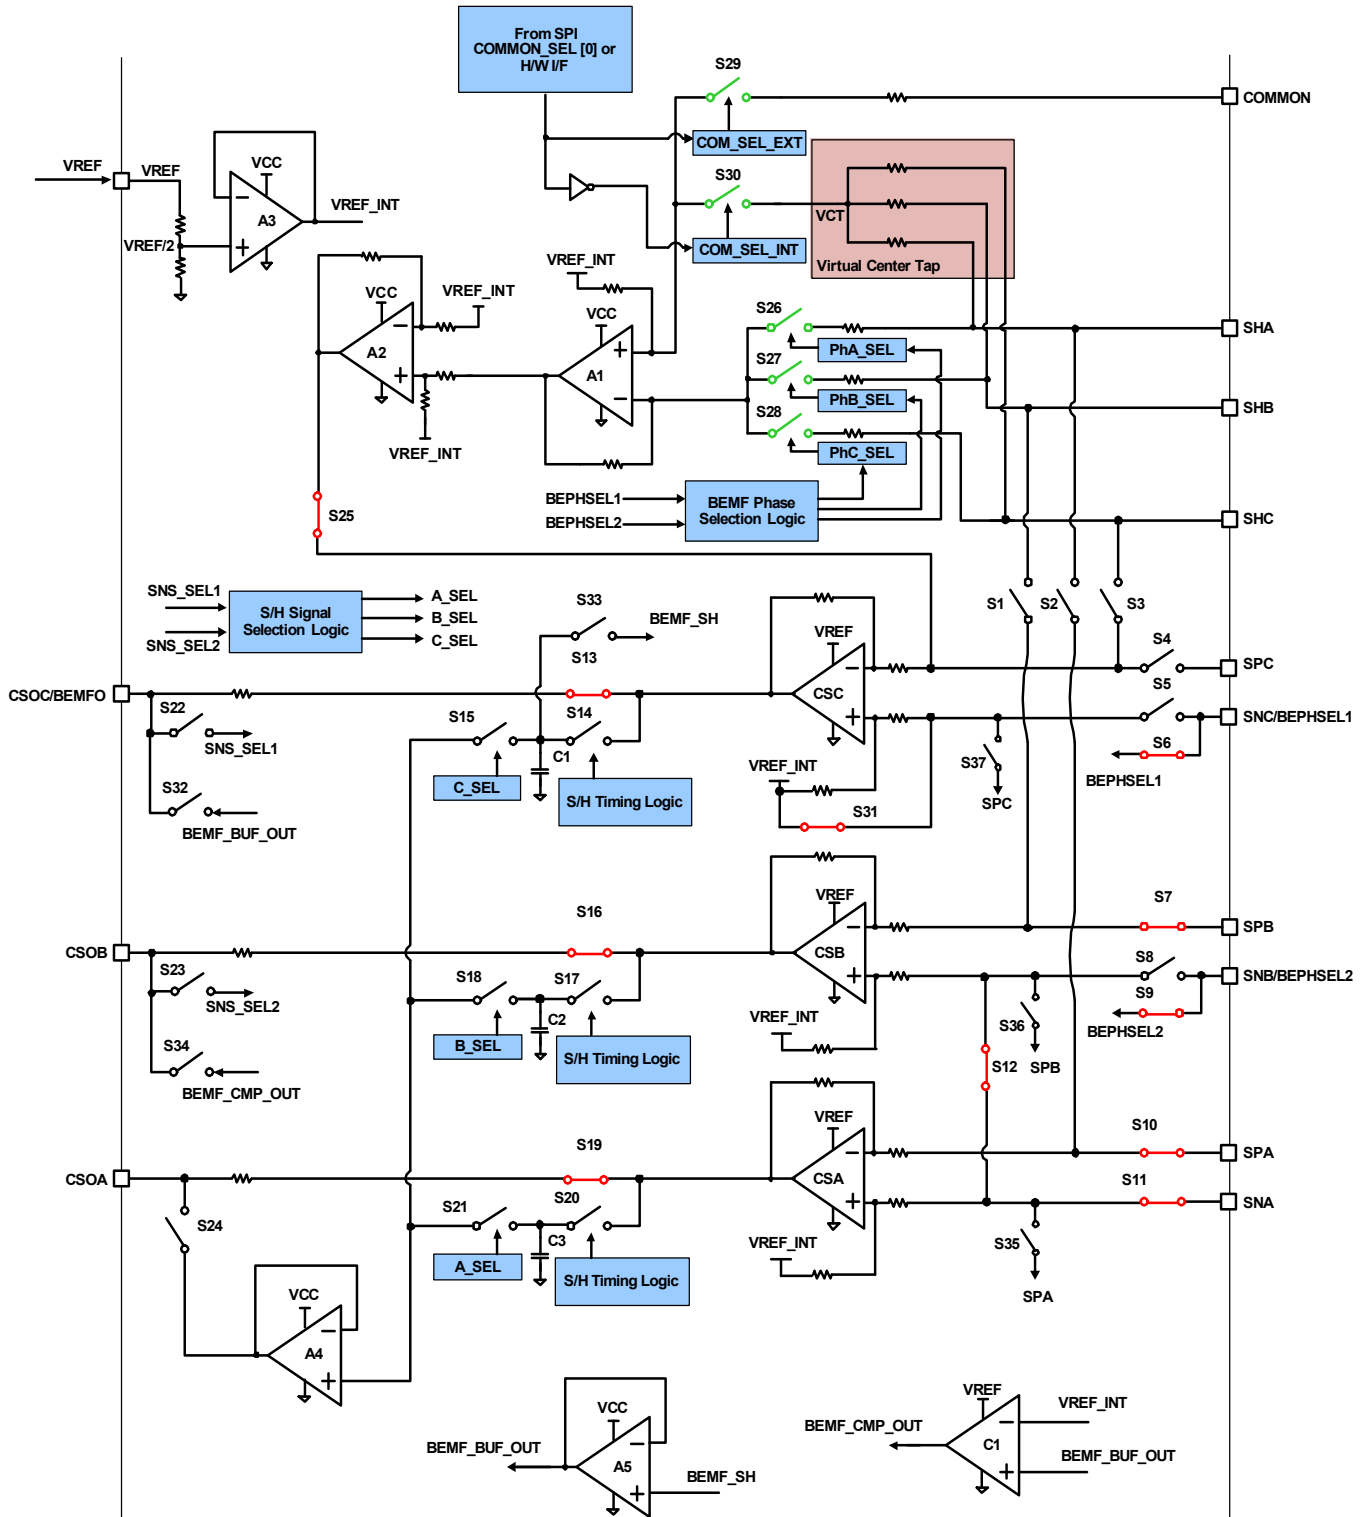 From SPI
COMMON_SEL [0] or
H/W I/F
S29
COMMON
COM_SEL_EXT
VREF
VREF
VCC
A3
VREF_INT
VREF/2
S30
VCT
COM_SEL_INT
Virtual Center Tap
VREF_INT
VCC
VREF_INT
A2
VREF_INT
VCC
A1
S26
PhA_SEL
SHA
S27
PhB_SEL
SHB
S28
PhC_SEL
BEPHSEL1
BEPHSEL2
BEMF Phase
Selection Logic
SHC
S25
SNS_SEL1
SNS_SEL2
S/H Signal
Selection Logic
A_SEL
B_SEL
C_SEL
S33
BEMF_SH
S13
S1
S2
S3
VREF
CSC
S4
SPC
S5
SNC/BEPHSEL1
S6
BEPHSEL1
CSOC/BEMFO
S22
SNS_SEL1
S32
BEMF_BUF_OUT
S15
S14
C1
C_SEL
S/H Timing Logic
VREF_INT
S31
S37
SPC
S16
VREF
CSB
S7
SPB
S8
SNB/BEPHSEL2
S9
BEPHSEL2
CSOB
S23
SNS_SEL2
S34
BEMF_CMP_OUT
S18
S17
C2
B_SEL
S/H Timing Logic
VREF_INT
S36
SPB
S12
S19
VREF
CSA
S10
SPA
S11
SNA
CSOA
S24
S21
S20
C3
A_SEL
S/H Timing Logic
VREF_INT
S35
SPA
VCC
A4
VCC
A5
BEMF_BUF_OUT
BEMF_SH
VREF
VREF_INT
BEMF_CMP_OUT
C1
BEMF_BUF_OUT